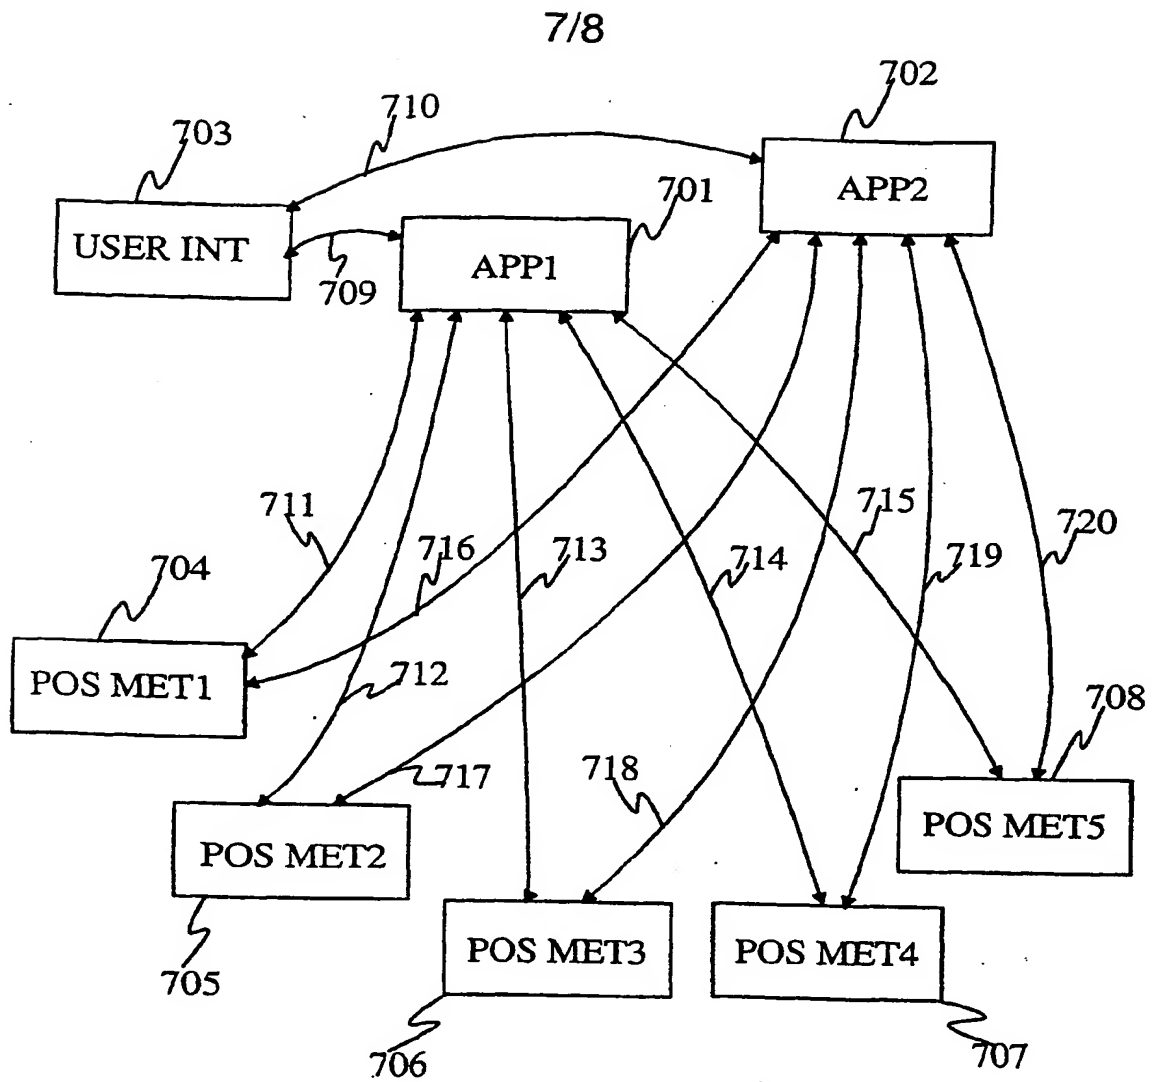 7/8
702
710
703
701
APP2
USER INT
APP1
709
711
715
720
716
713
714
719
704
POS MET1
712
708
717
718
POS MET5
POS MET2
705
POS MET3
POS MET4
706
707